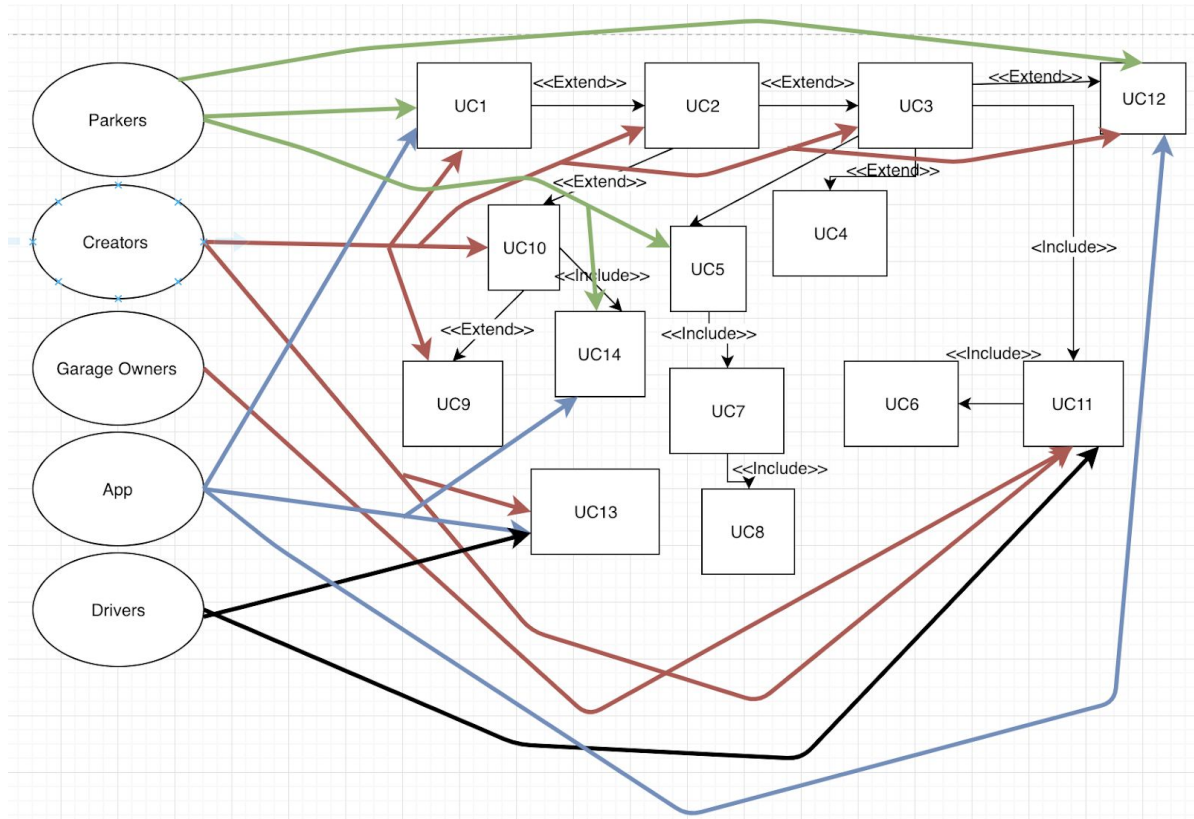 Parkers
Creators
Garage Owners
App
Drivers
UC1
<<Extend>>
UC2
<<Extend>>
UC3
<<Extend>>
UC12
<<Extend>>
<<Extend>>
UC10
<<Include>>
UC5
UC4
<<Include>>
<<Extend>>
UC14
<<Include>>
<<Include>>
UC9
UC7
UC6
UC11
<<Include>>
UC13
UC8